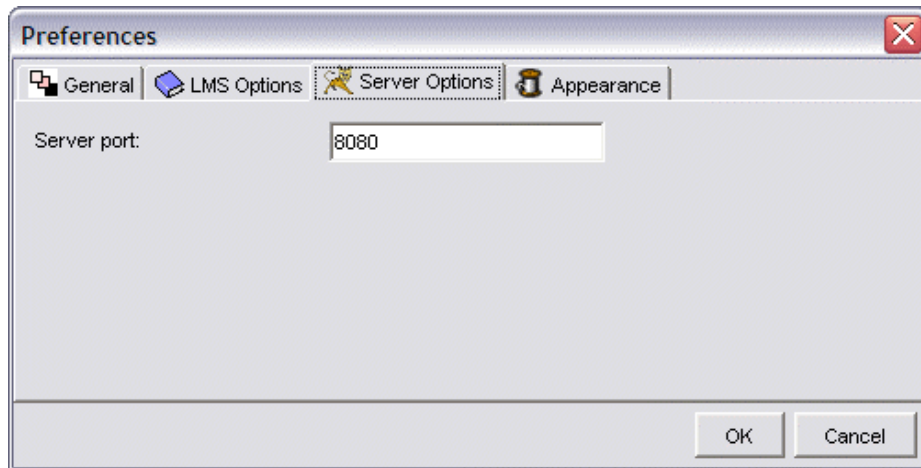 Preferences
General LMS Options Server Options Appearance
Server port: 8080
OK Cancel